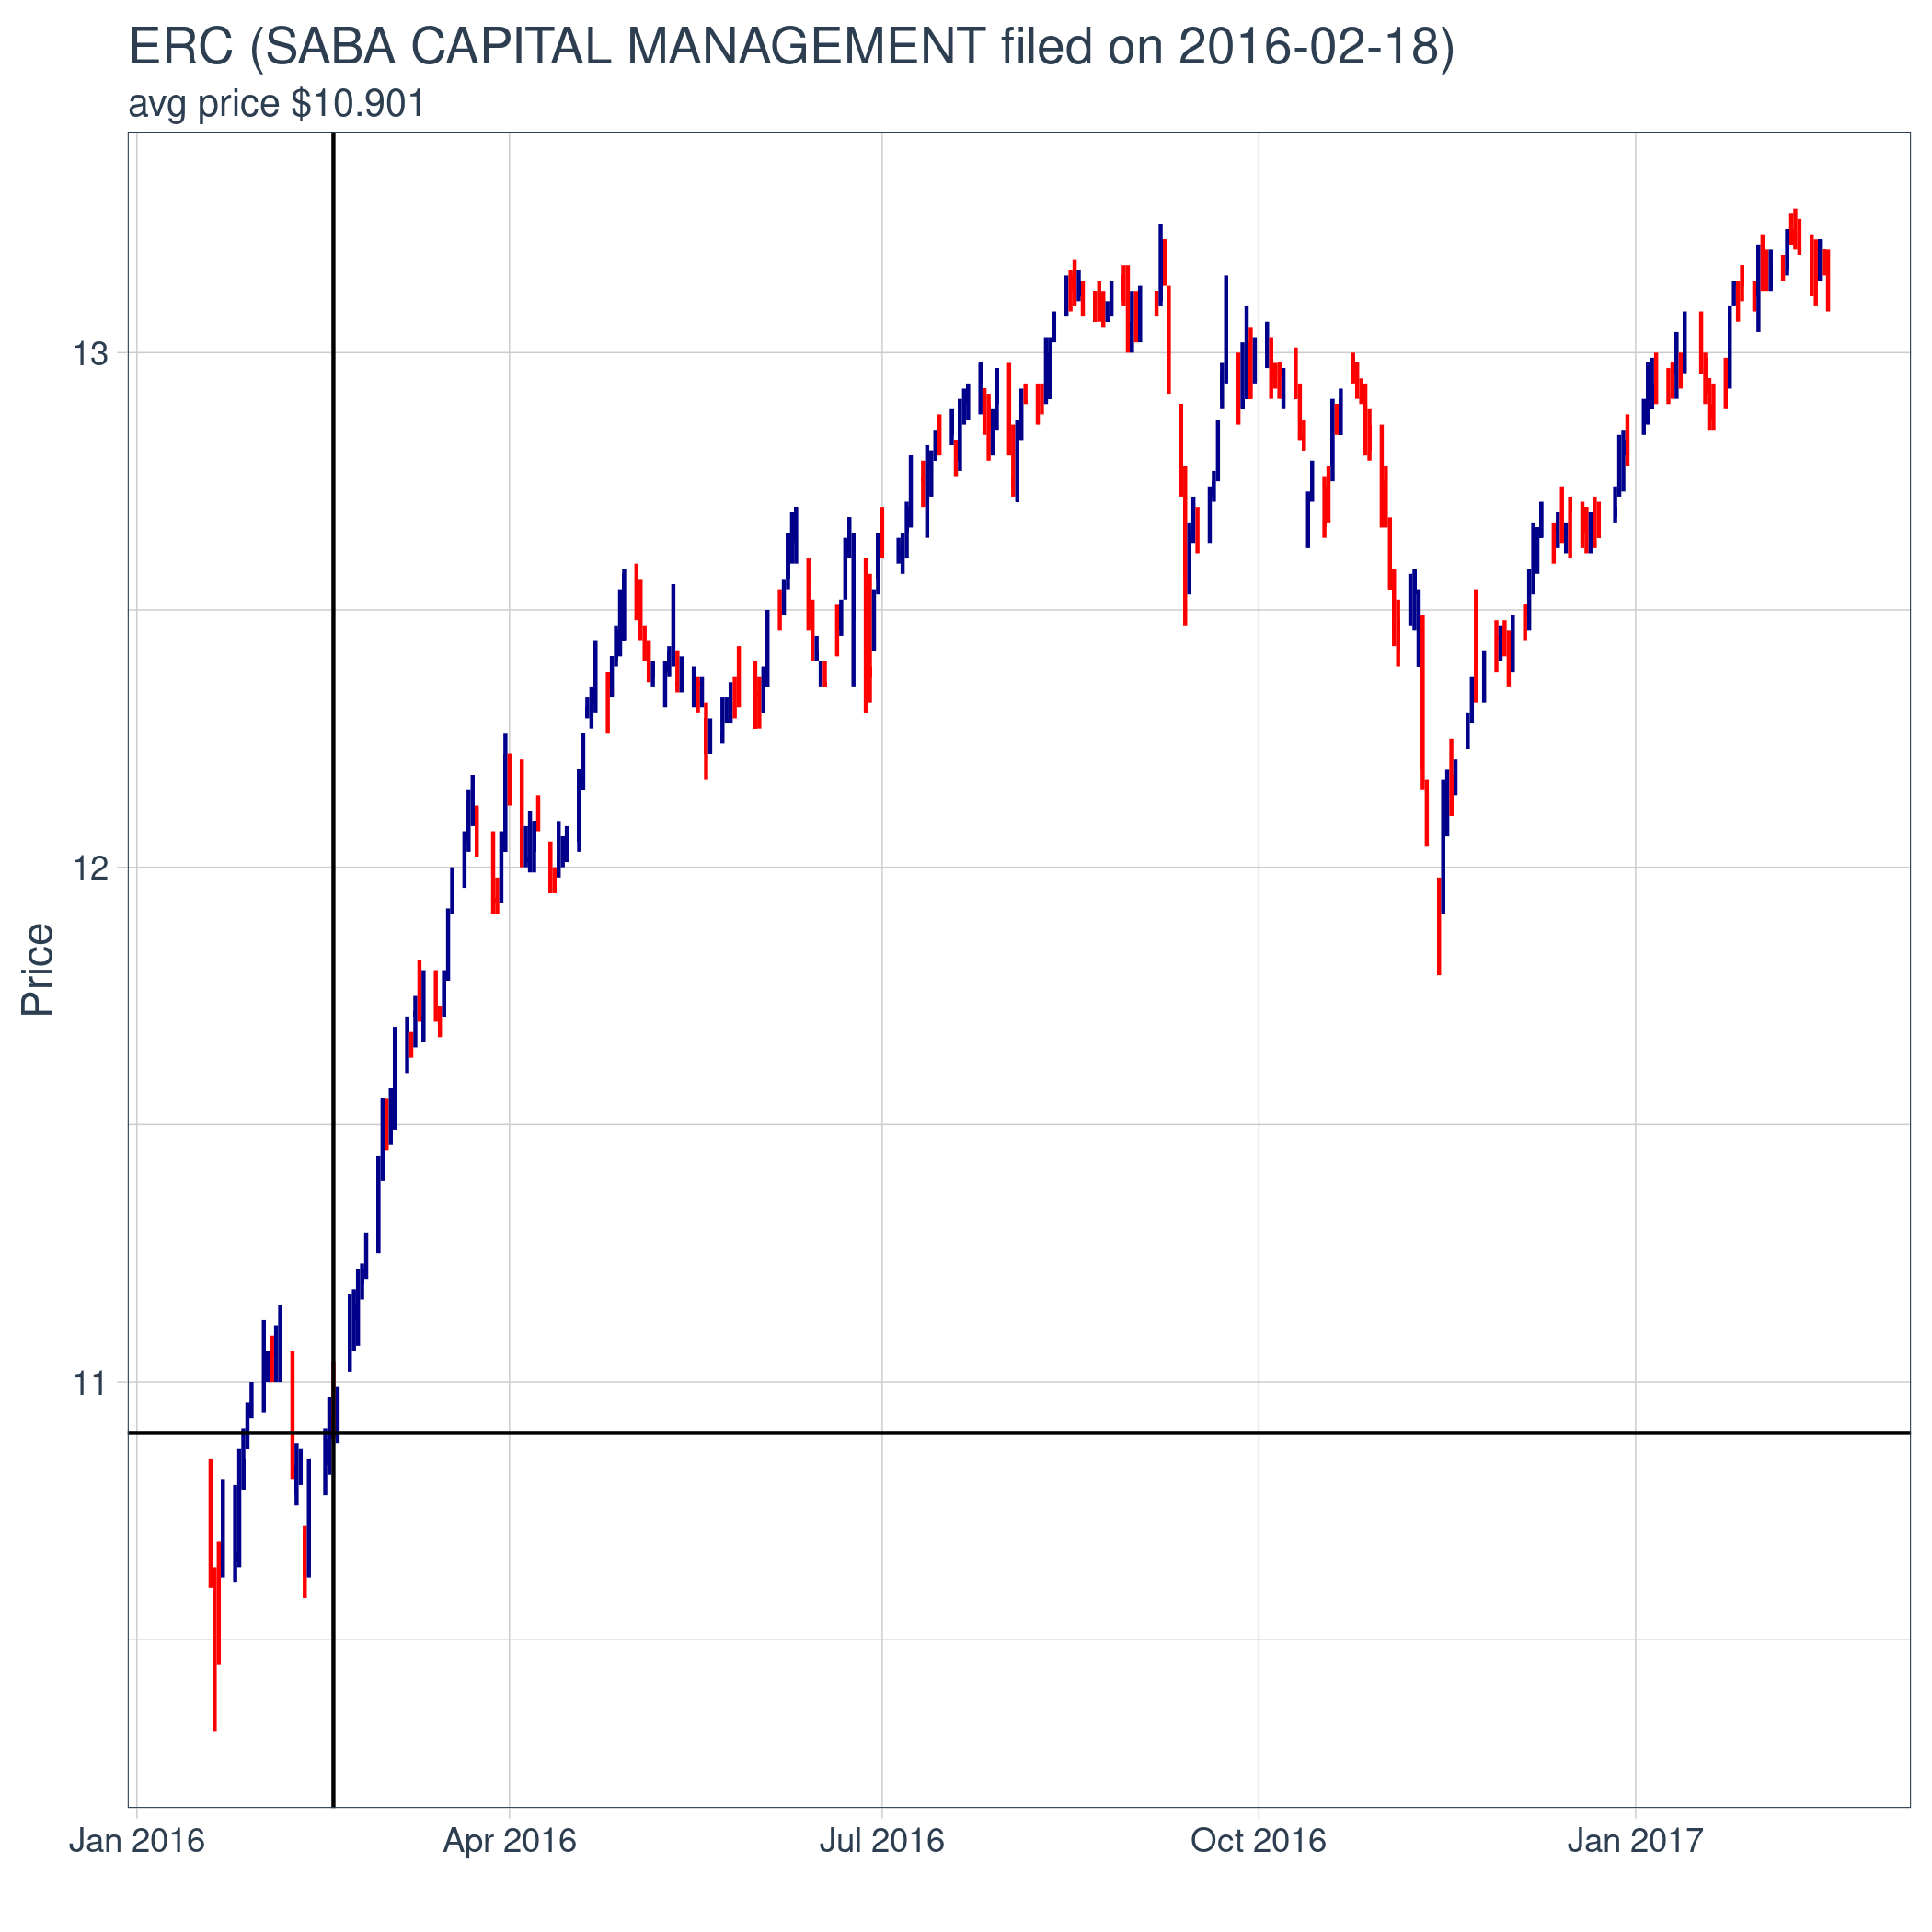 ERC (SABA CAPITAL MANAGEMENT filed on 2016-02-18)
avg price $10.901
13
12
11
Price
Jan 2016 Apr 2016 Jul 2016 Oct 2016 Jan 2017